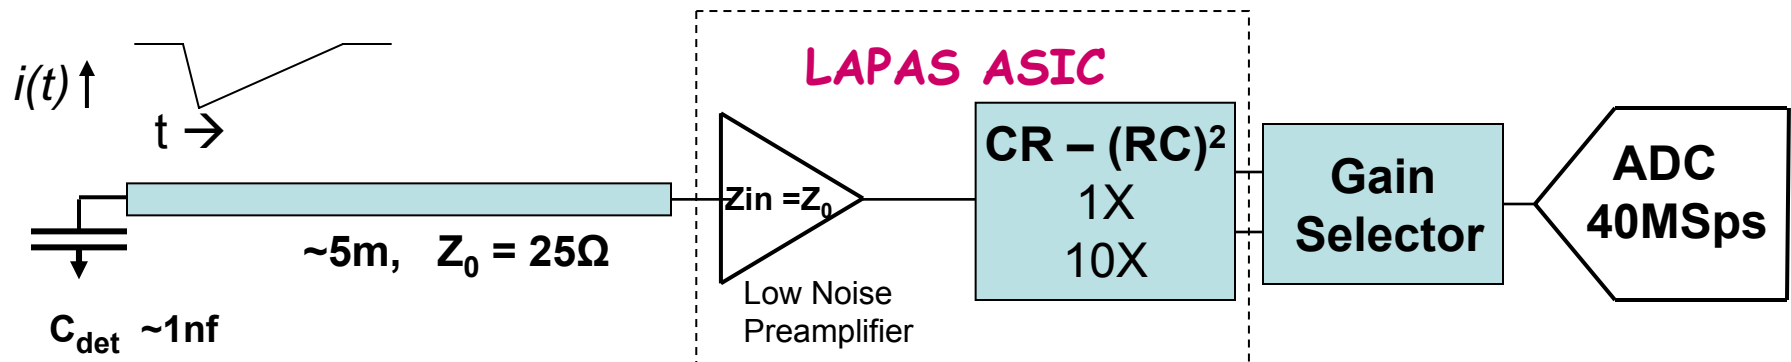 i(t)
t
LAPAS ASIC
Zin =Z₀
CR – (RC)²
1X
10X
Gain
Selector
ADC
40MSps
~5m, Z₀ = 25Ω
Low Noise
Preamplifier
C_det ~1nf